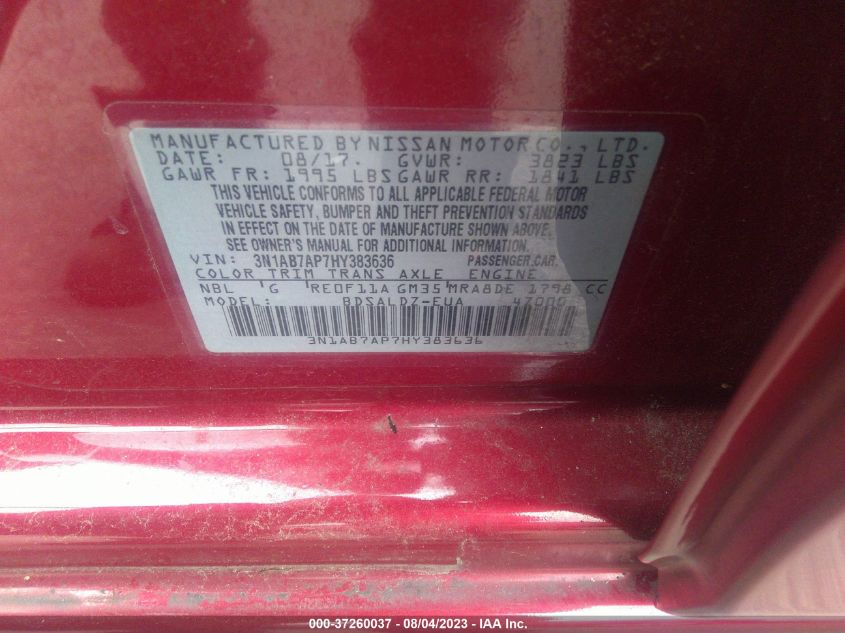 MANUFACTURED BY NISSAN MOTOR CO., LTD.
DATE: 08/17. GVWR: 3823 LBS
GAWR FR: 1995 LBS GAWR RR: 1841 LBS
THIS VEHICLE CONFORMS TO ALL APPLICABLE FEDERAL MOTOR
VEHICLE SAFETY, BUMPER AND THEFT PREVENTION STANDARDS
IN EFFECT ON THE DATE OF MANUFACTURE SHOWN ABOVE.
SEE OWNER'S MANUAL FOR ADDITIONAL INFORMATION.
VIN: 3N1AB7AP7HY383636 PASSENGER CAR.
COLOR TRIM TRANS AXLE ENGINE
NBL G RE0F11A GM35 MRA8DE 1798 CC
MODEL: BDSALDZ-EUA 47000
3N1AB7AP7HY383636
000-37260037 - 08/04/2023 - IAA Inc.